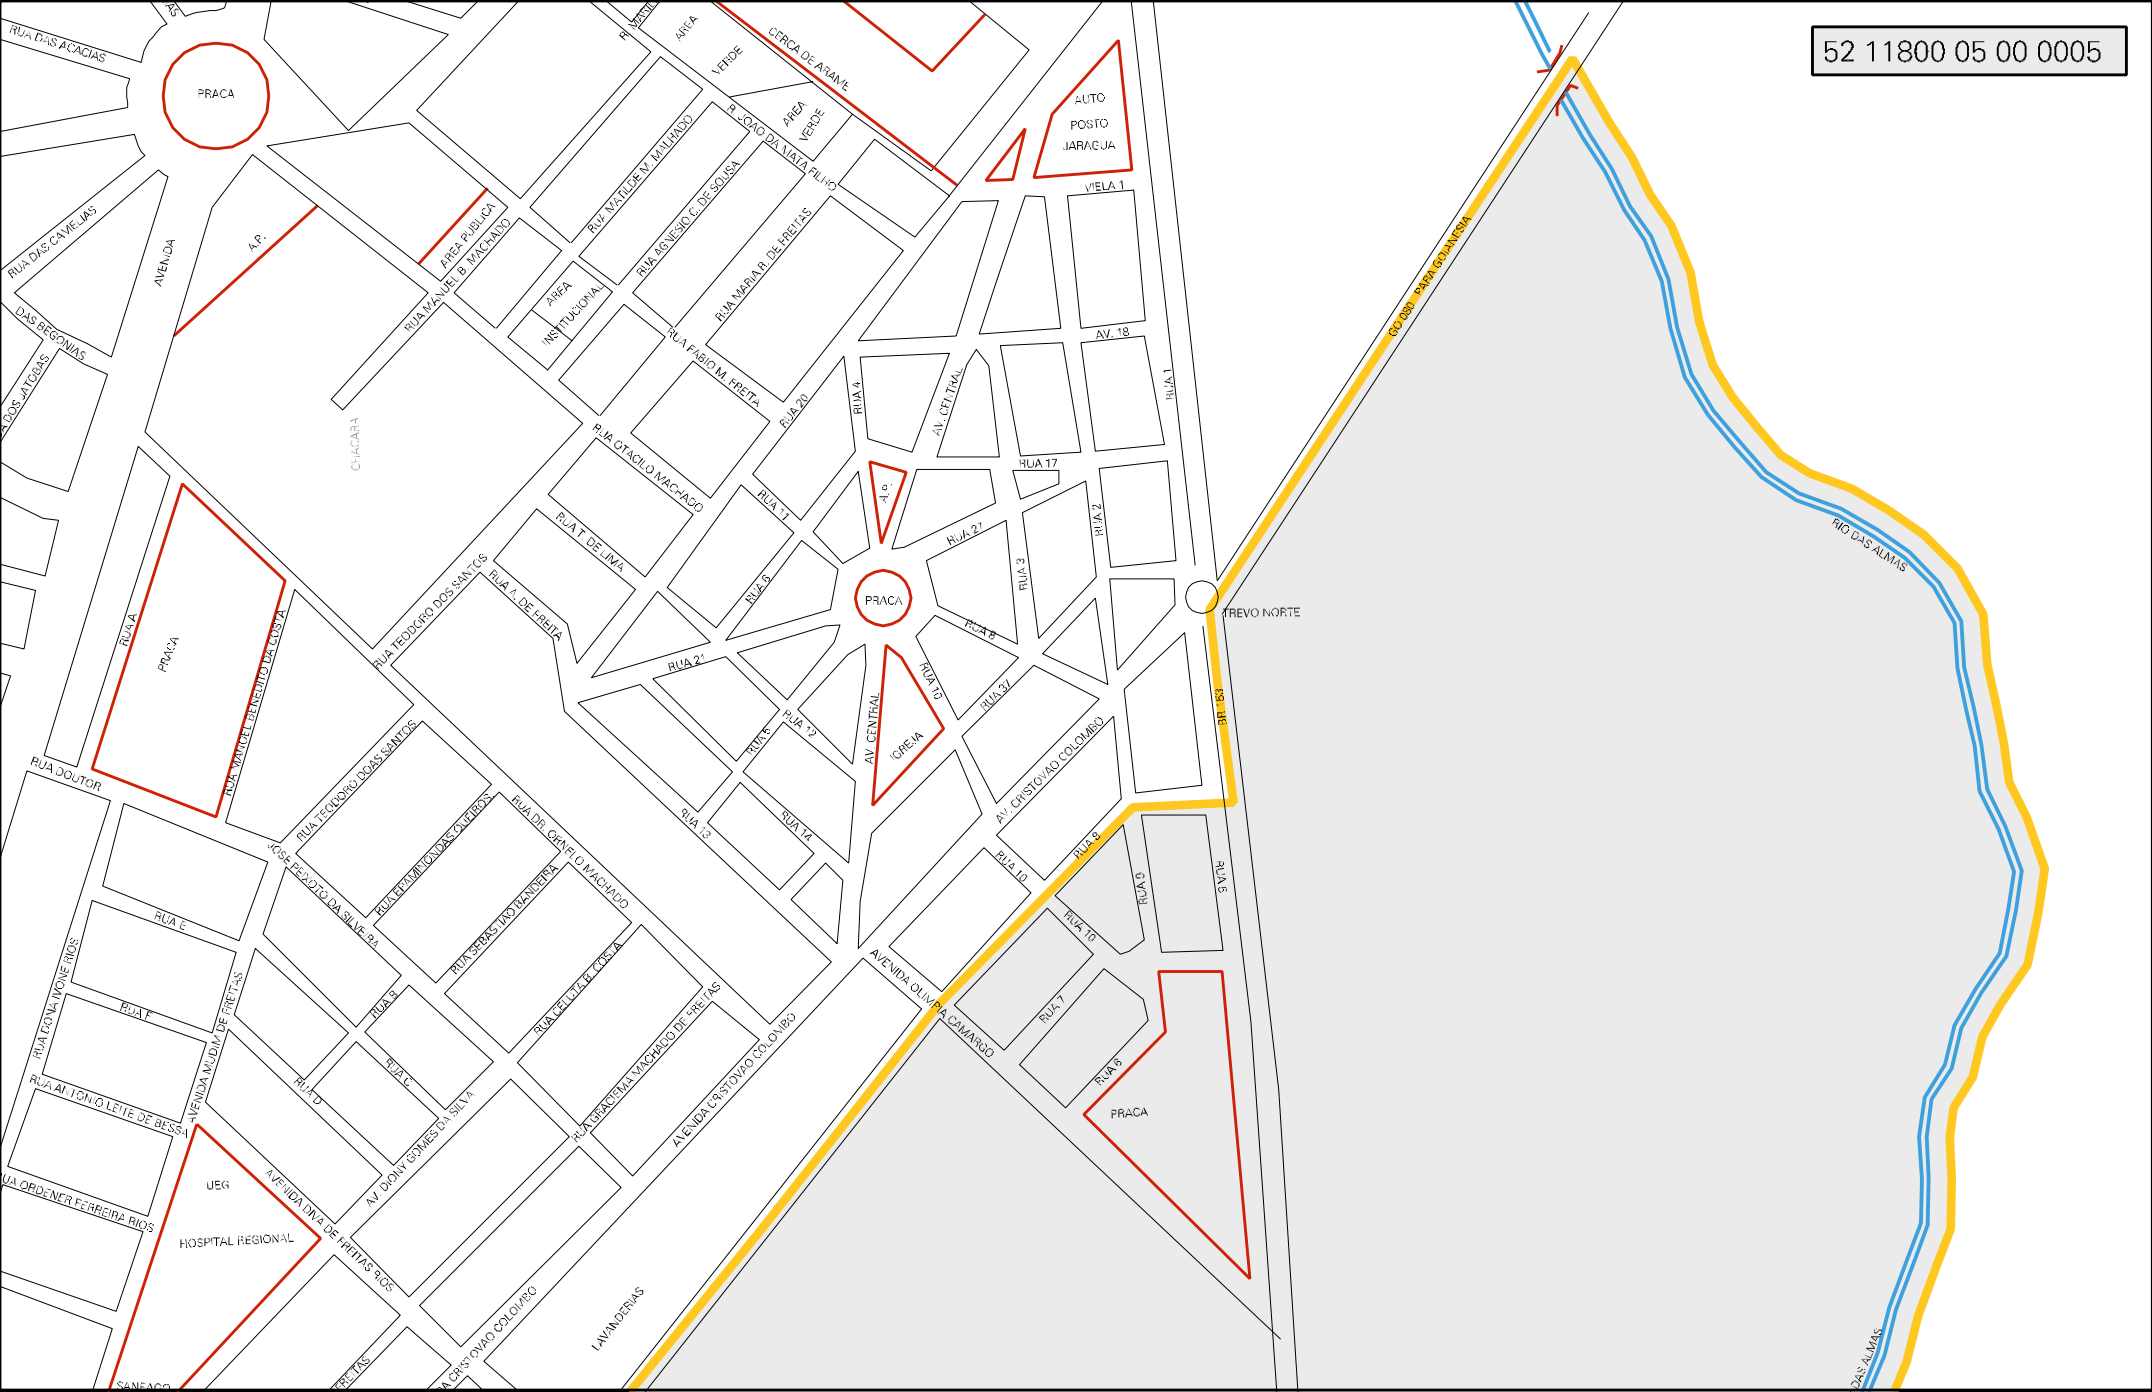 52 11800 05 00 0005
RUA DAS ACACIAS
PRACA
AREA
VERDE
CERCA DE ARAME
AREA
VERDE
AUTO
POSTO
JARAGUA
VIELA 1
R. JOAO DA MATA FILHO
RUA MATILDE M. MALHADO
RUA AGNESIO C. DE SOUSA
RUA MARIA R. DE FREITAS
AREA PUBLICA
RUA MANUEL B. MACHADO
RUA DAS CAMELIAS
AVENIDA
A.P.
AREA
INSTITUCIONAL
DAS BEGONIAS
DOS JATOBAS
CHACARA
RUA FABIO M. FREITA
RUA 20
RUA 4
AV. CENTRAL
AV. 18
RUA 1
GO 080
PARA GOIANESIA
RUA OTACILO MACHADO
RUA 11
A.P.
RUA 17
RUA 27
RUA 2
RUA 3
RIO DAS ALMAS
RUA T. DE LIMA
RUA A. DE FREITA
RUA TEODORO DOS SANTOS
RUA 6
PRACA
TREVO NORTE
RUA A
PRACA
RUA MANOEL BENEDITO DA COSTA
RUA 21
RUA 8
RUA 10
RUA 37
BR 153
RUA 12
RUA 5
AV. CENTRAL
IGREJA
AV. CRISTOVAO COLOMBO
RUA DOUTOR
JOSE PEIXOTO DA SILVEIRA
RUA TEODORO DOAS SANTOS
RUA EPAMINONDAS QUEIROS
RUA DR. ORNELO MACHADO
RUA SEBASTIAO BANDEIRA
RUA 13
RUA 14
RUA 8
RUA 10
RUA 9
RUA 5
RUA 10
RUA E
RUA F
RUA DONA IVONE RIOS
AVENIDA MUDIM DE FREITAS
RUA B
RUA C
RUA D
RUA CELUTA B. COSTA
RUA GRACIEMA MACHADO DE FREITAS
AVENIDA CRISTOVAO COLOMBO
AVENIDA OLIMPIA CAMARGO
RUA 7
RUA 6
PRACA
RUA ANTONIO LEITE DE BESSA
RUA ORDENER FERREIRA RIOS
UEG
HOSPITAL REGIONAL
AVENIDA DIVA DE FREITAS RIOS
AV. DIONY GOMES DA SILVA
LAVANDERIAS
CRISTOVAO COLOMBO
FREITAS
SANEAGO
DAS ALMAS